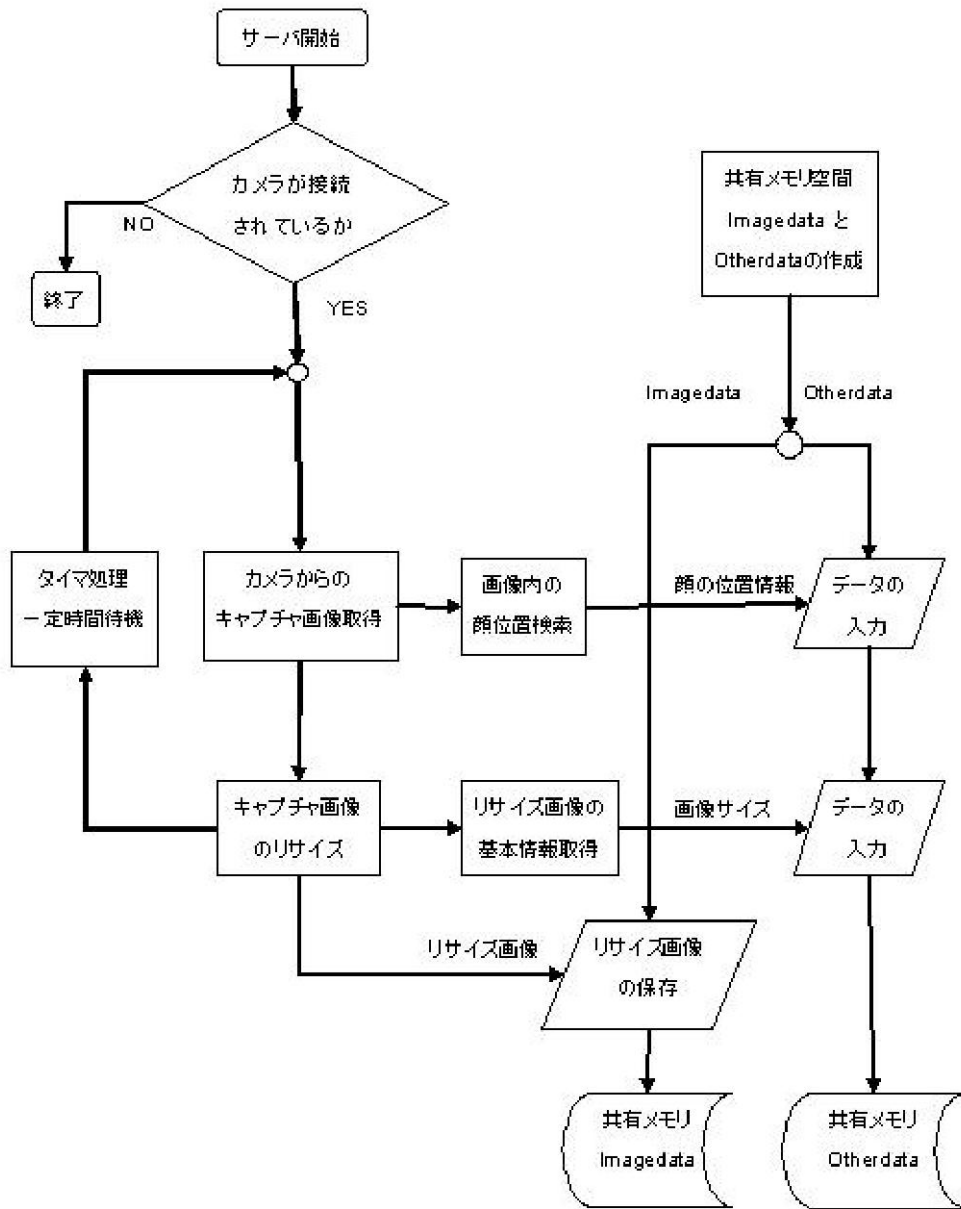 サーバ開始
カメラが接続
されているか
NO
終了
YES
共有メモリ空間
Imagedata と
Otherdataの作成
Imagedata
Otherdata
タイマ処理
一定時間待機
カメラからの
キャプチャ画像取得
画像内の
顔位置検索
顔の位置情報
データの
入力
キャプチャ画像
のリサイズ
リサイズ画像の
基本情報取得
画像サイズ
データの
入力
リサイズ画像
リサイズ画像
の保存
共有メモリ
Imagedata
共有メモリ
Otherdata